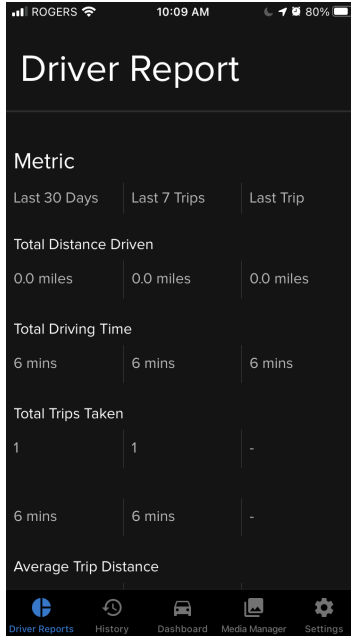 ROGERS 10:09 AM 80%
Driver Report
Metric
Last 30 Days Last 7 Trips Last Trip
Total Distance Driven
0.0 miles 0.0 miles 0.0 miles
Total Driving Time
6 mins 6 mins 6 mins
Total Trips Taken
1 1 -
6 mins 6 mins -
Average Trip Distance
Driver Reports History Dashboard Media Manager Settings